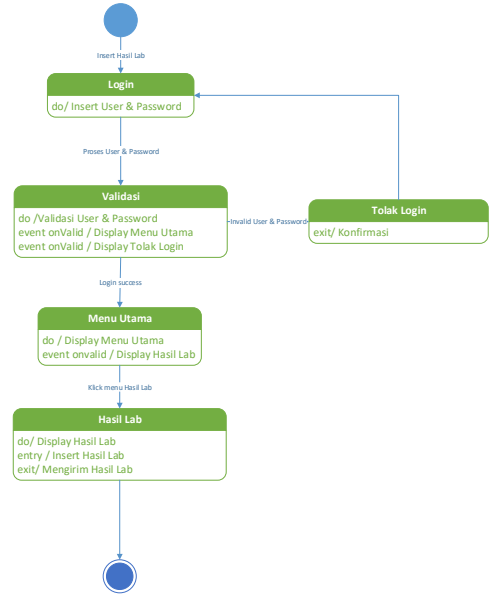 Insert Hasil Lab
Login
do/ Insert User & Password
Proses User & Password
Validasi
do /Validasi User & Password
event onValid / Display Menu Utama
event onValid / Display Tolak Login
Invalid User & Password
Tolak Login
exit/ Konfirmasi
Login success
Menu Utama
do / Display Menu Utama
event onvalid / Display Hasil Lab
Klick menu Hasil Lab
Hasil Lab
do/ Display Hasil Lab
entry / Insert Hasil Lab
exit/ Mengirim Hasil Lab